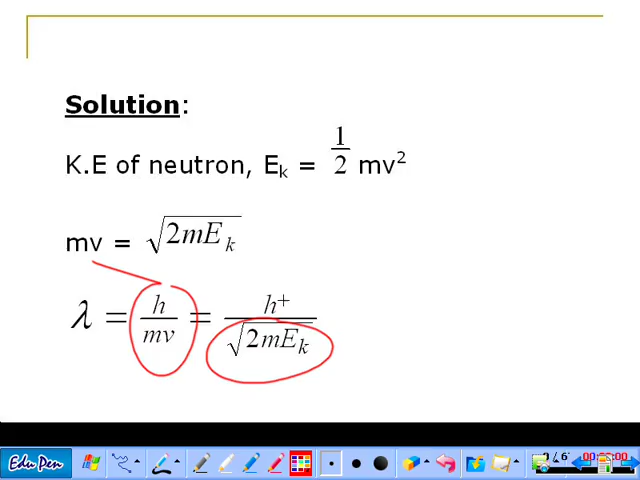 Solution:
K.E of neutron, Eₖ = 1/2 mv²
mv = √2mEₖ
λ = h/mv = h⁺/√2mEₖ
Edu Pen